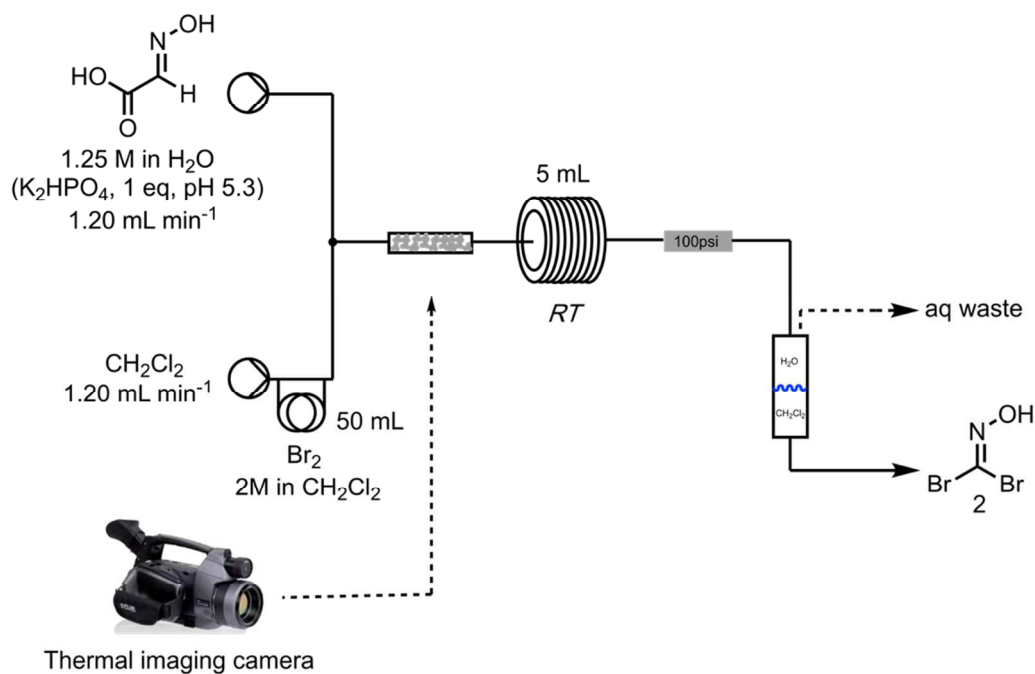 OH
N
HO
H
O
1.25 M in H₂O
(K₂HPO₄, 1 eq, pH 5.3)
1.20 mL min⁻¹
5 mL
100psi
RT
aq waste
H₂O
CH₂Cl₂
CH₂Cl₂
1.20 mL min⁻¹
50 mL
Br₂
2M in CH₂Cl₂
OH
N
Br Br
2
Thermal imaging camera